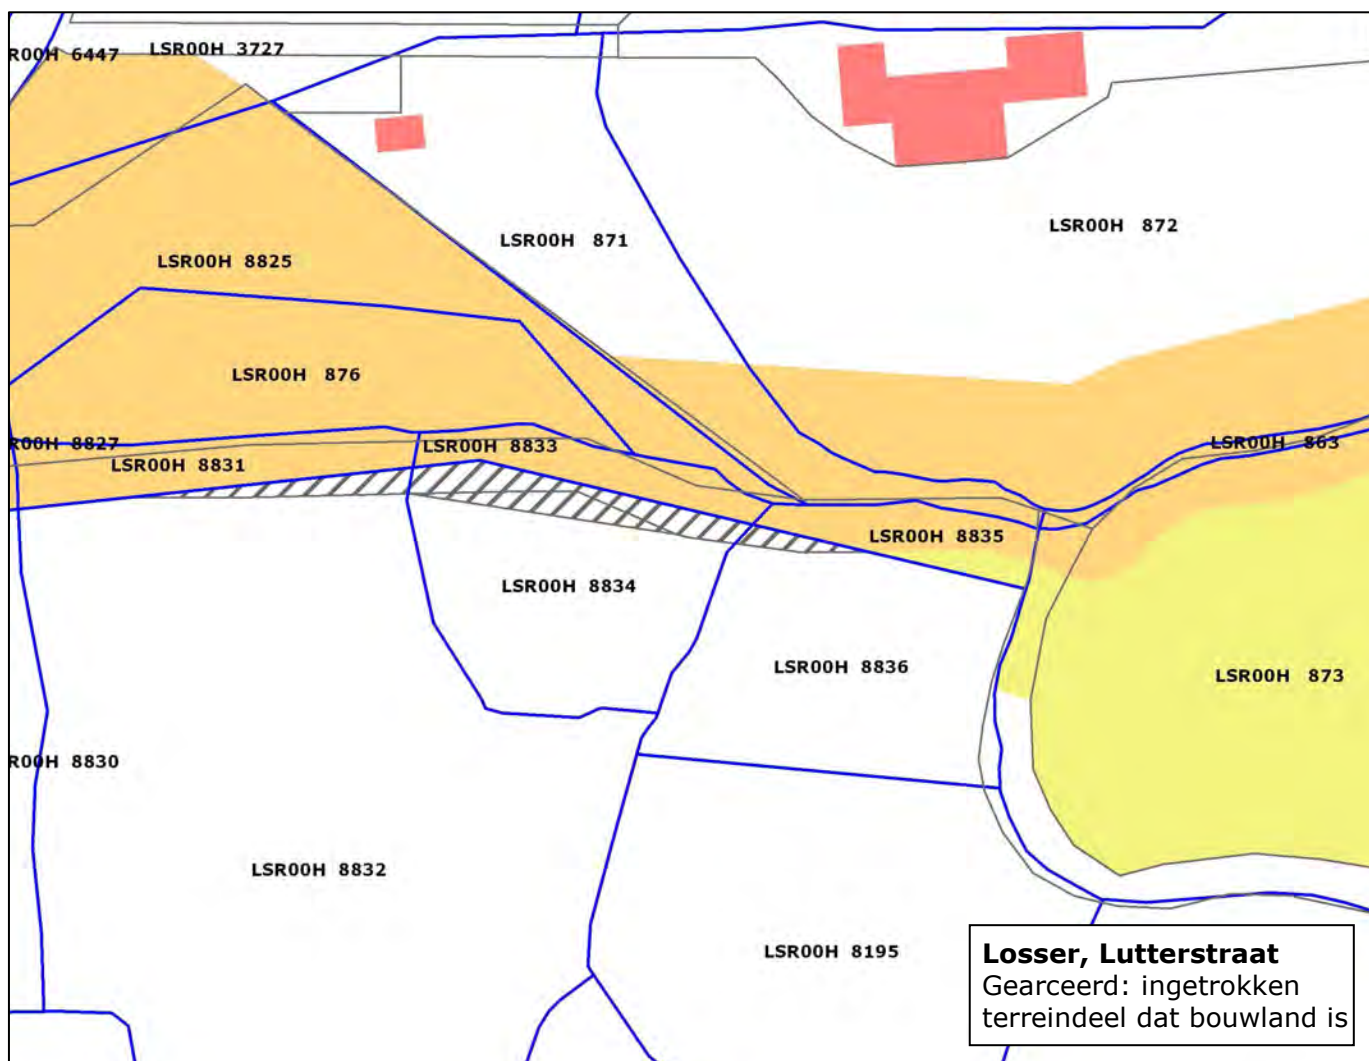 LSR00H 3727
R00H 6447
LSR00H 872
LSR00H 871
LSR00H 8825
LSR00H 876
R00H 8827
LSR00H 863
LSR00H 8833
LSR00H 8831
LSR00H 8835
LSR00H 8834
LSR00H 8836
LSR00H 873
R00H 8830
LSR00H 8832
LSR00H 8195
Losser, Lutterstraat
Gearceerd: ingetrokken
terreindeel dat bouwland is